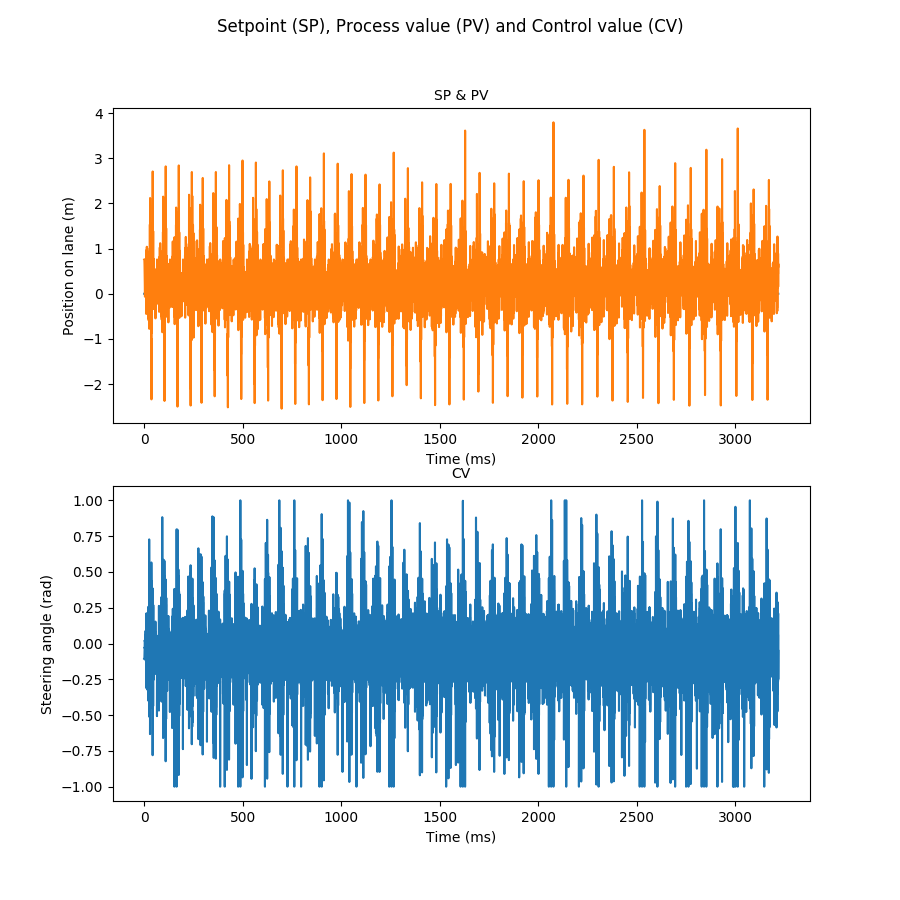 Setpoint (SP), Process value (PV) and Control value (CV)
SP & PV
4
3
2
1
0
−1
−2
Position on lane (m)
0 500 1000 1500 2000 2500 3000
Time (ms)
CV
1.00
0.75
0.50
0.25
0.00
−0.25
−0.50
−0.75
−1.00
Steering angle (rad)
0 500 1000 1500 2000 2500 3000
Time (ms)